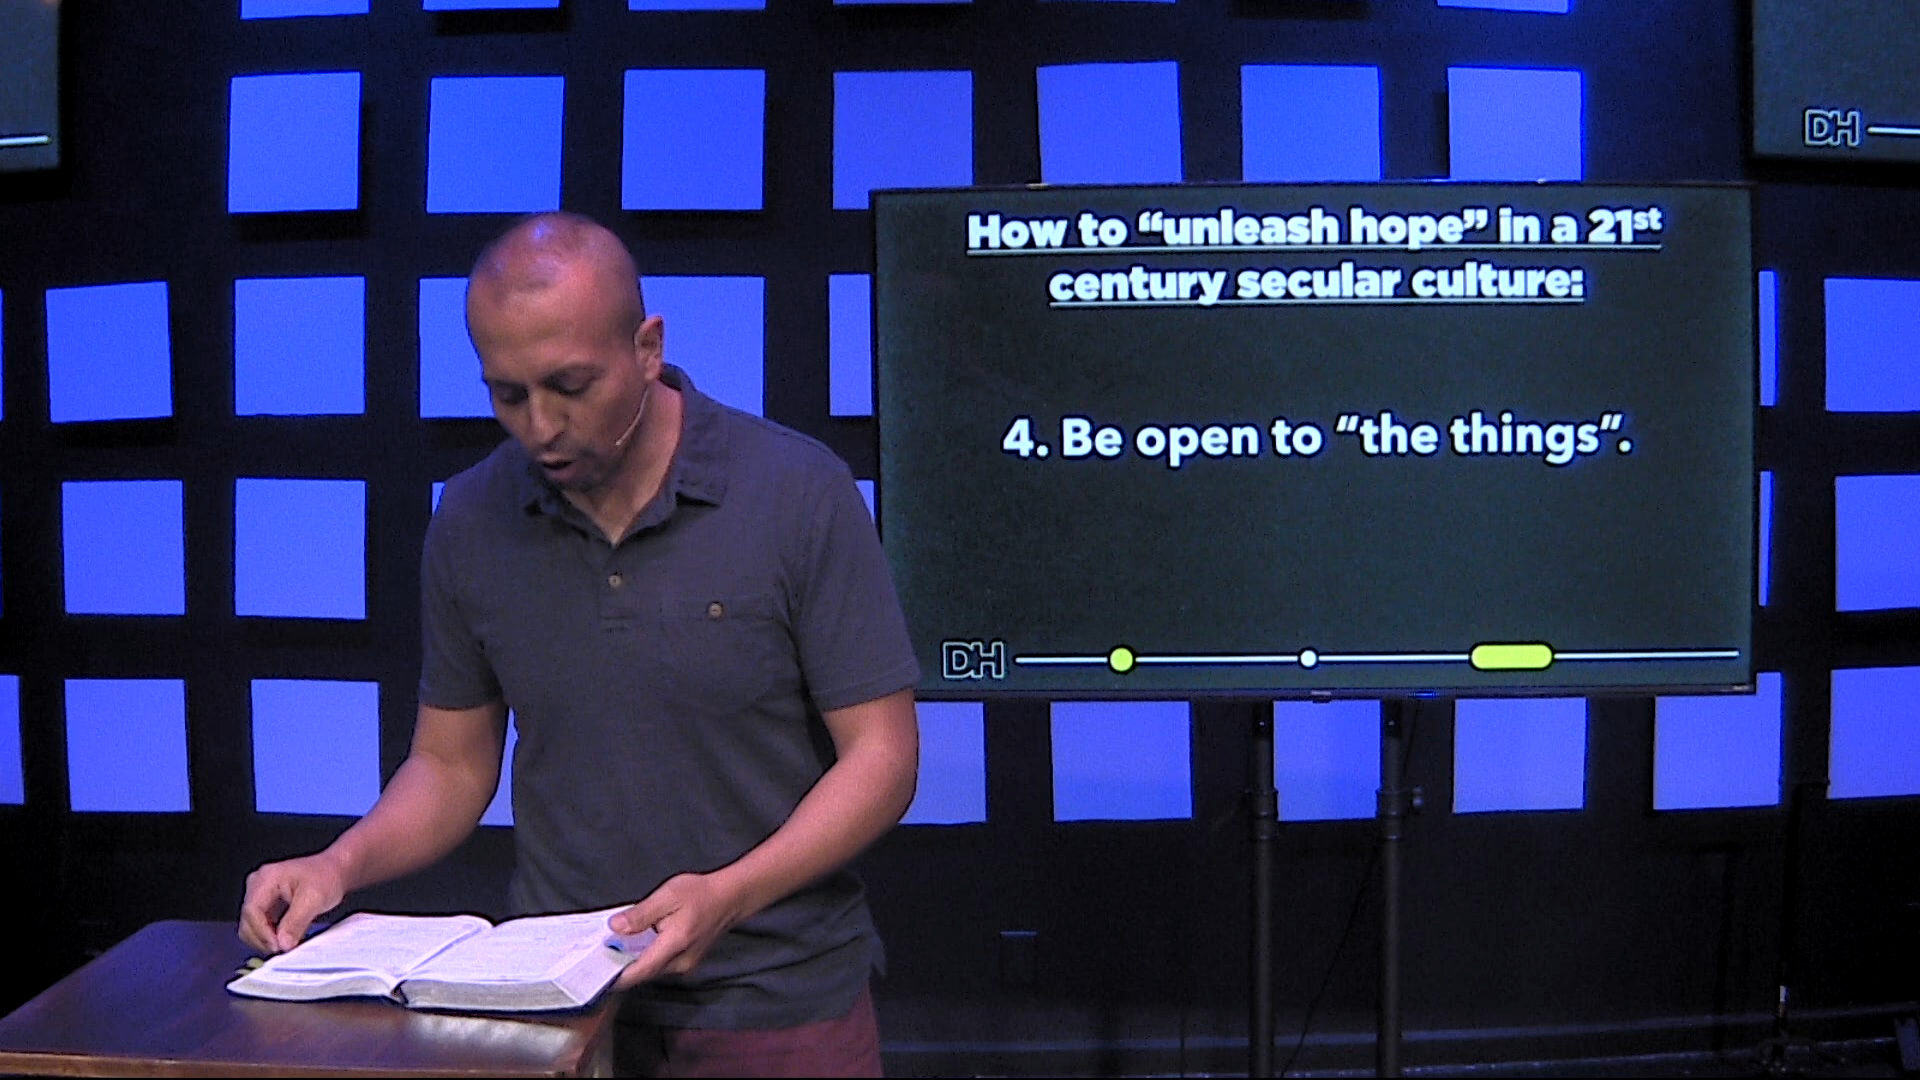 DH
How to “unleash hope” in a 21st
century secular culture:
4. Be open to “the things”.
DH